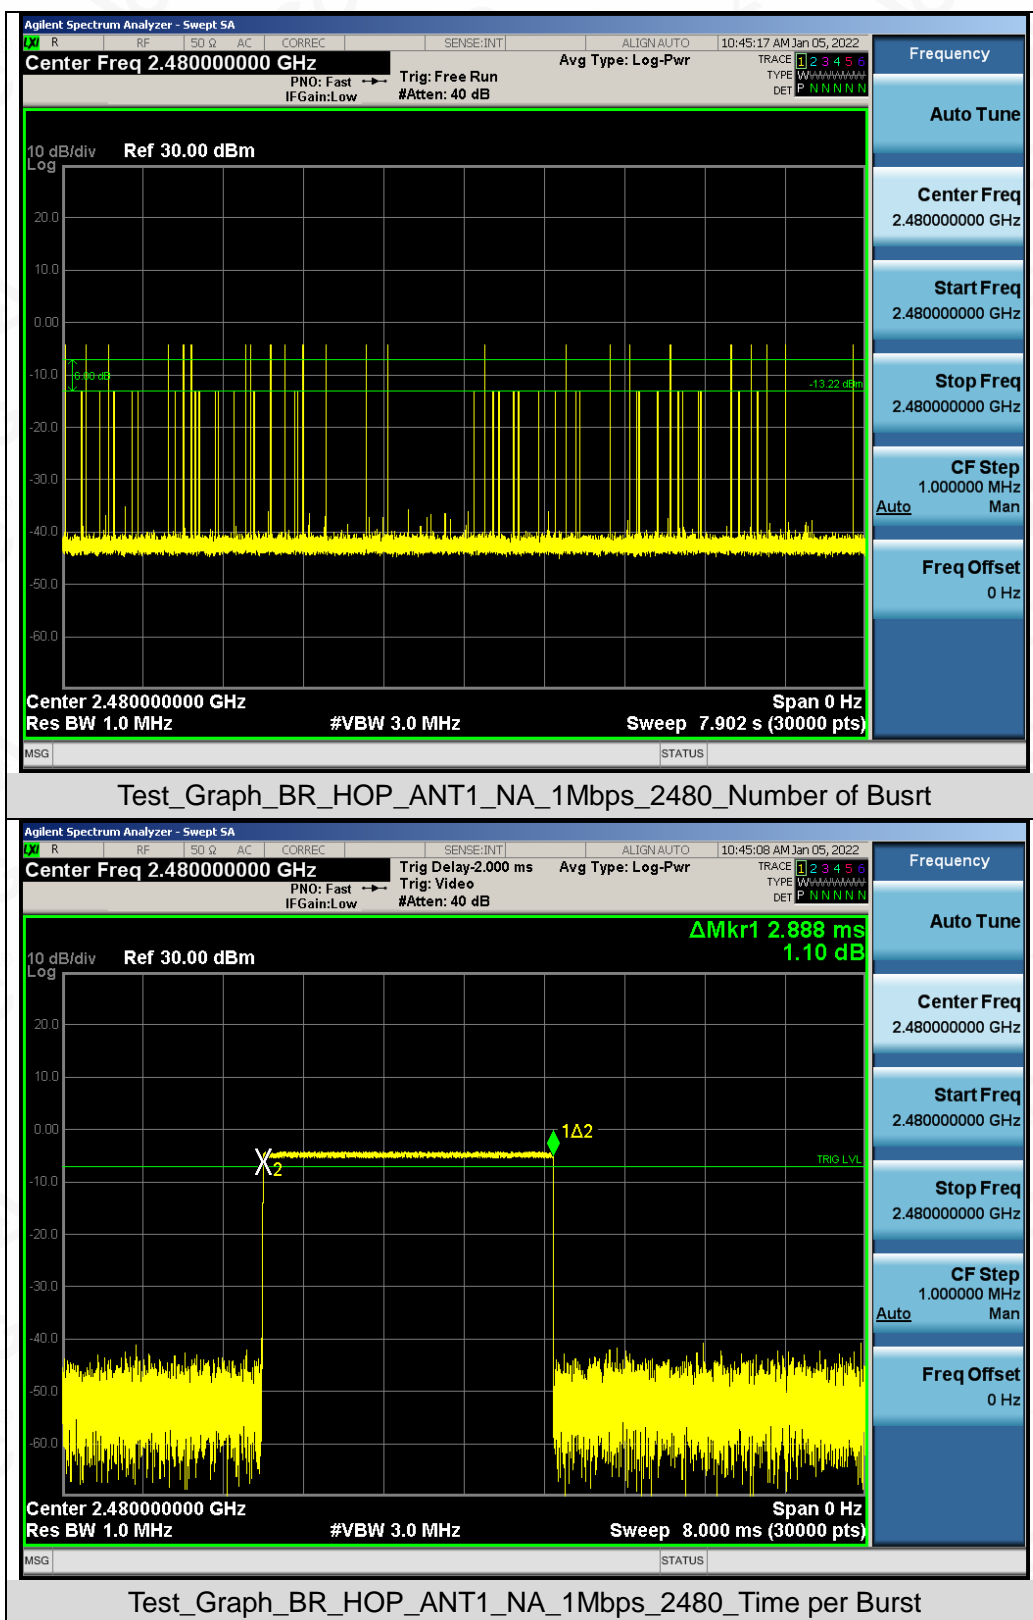 Agilent Spectrum Analyzer - Swept SA
LXI R RF 50 Ω AC CORREC SENSE:INT ALIGN AUTO 10:45:17 AM Jan 05, 2022
Center Freq 2.480000000 GHz
PNO: Fast
IFGain:Low
Trig: Free Run
#Atten: 40 dB
Avg Type: Log-Pwr
TRACE 1 2 3 4 5 6
TYPE
DET P N N N N N
10 dB/div Ref 30.00 dBm
Log
20.0
10.0
0.00
-10.0
6.00 dB
-13.22 dBm
-20.0
-30.0
-40.0
-50.0
-60.0
Center 2.480000000 GHz Span 0 Hz
Res BW 1.0 MHz #VBW 3.0 MHz Sweep 7.902 s (30000 pts)
MSG STATUS
Frequency
Auto Tune
Center Freq
2.480000000 GHz
Start Freq
2.480000000 GHz
Stop Freq
2.480000000 GHz
CF Step
1.000000 MHz
Auto Man
Freq Offset
0 Hz
Test_Graph_BR_HOP_ANT1_NA_1Mbps_2480_Number of Busrt
Agilent Spectrum Analyzer - Swept SA
LXI R RF 50 Ω AC CORREC SENSE:INT ALIGN AUTO 10:45:08 AM Jan 05, 2022
Center Freq 2.480000000 GHz
PNO: Fast
IFGain:Low
Trig Delay-2.000 ms
Trig: Video
#Atten: 40 dB
Avg Type: Log-Pwr
TRACE 1 2 3 4 5 6
TYPE
DET P N N N N N
ΔMkr1 2.888 ms
1.10 dB
10 dB/div Ref 30.00 dBm
Log
20.0
10.0
0.00
1Δ2
2
TRIG LVL
-10.0
-20.0
-30.0
-40.0
-50.0
-60.0
Center 2.480000000 GHz Span 0 Hz
Res BW 1.0 MHz #VBW 3.0 MHz Sweep 8.000 ms (30000 pts)
MSG STATUS
Frequency
Auto Tune
Center Freq
2.480000000 GHz
Start Freq
2.480000000 GHz
Stop Freq
2.480000000 GHz
CF Step
1.000000 MHz
Auto Man
Freq Offset
0 Hz
Test_Graph_BR_HOP_ANT1_NA_1Mbps_2480_Time per Burst